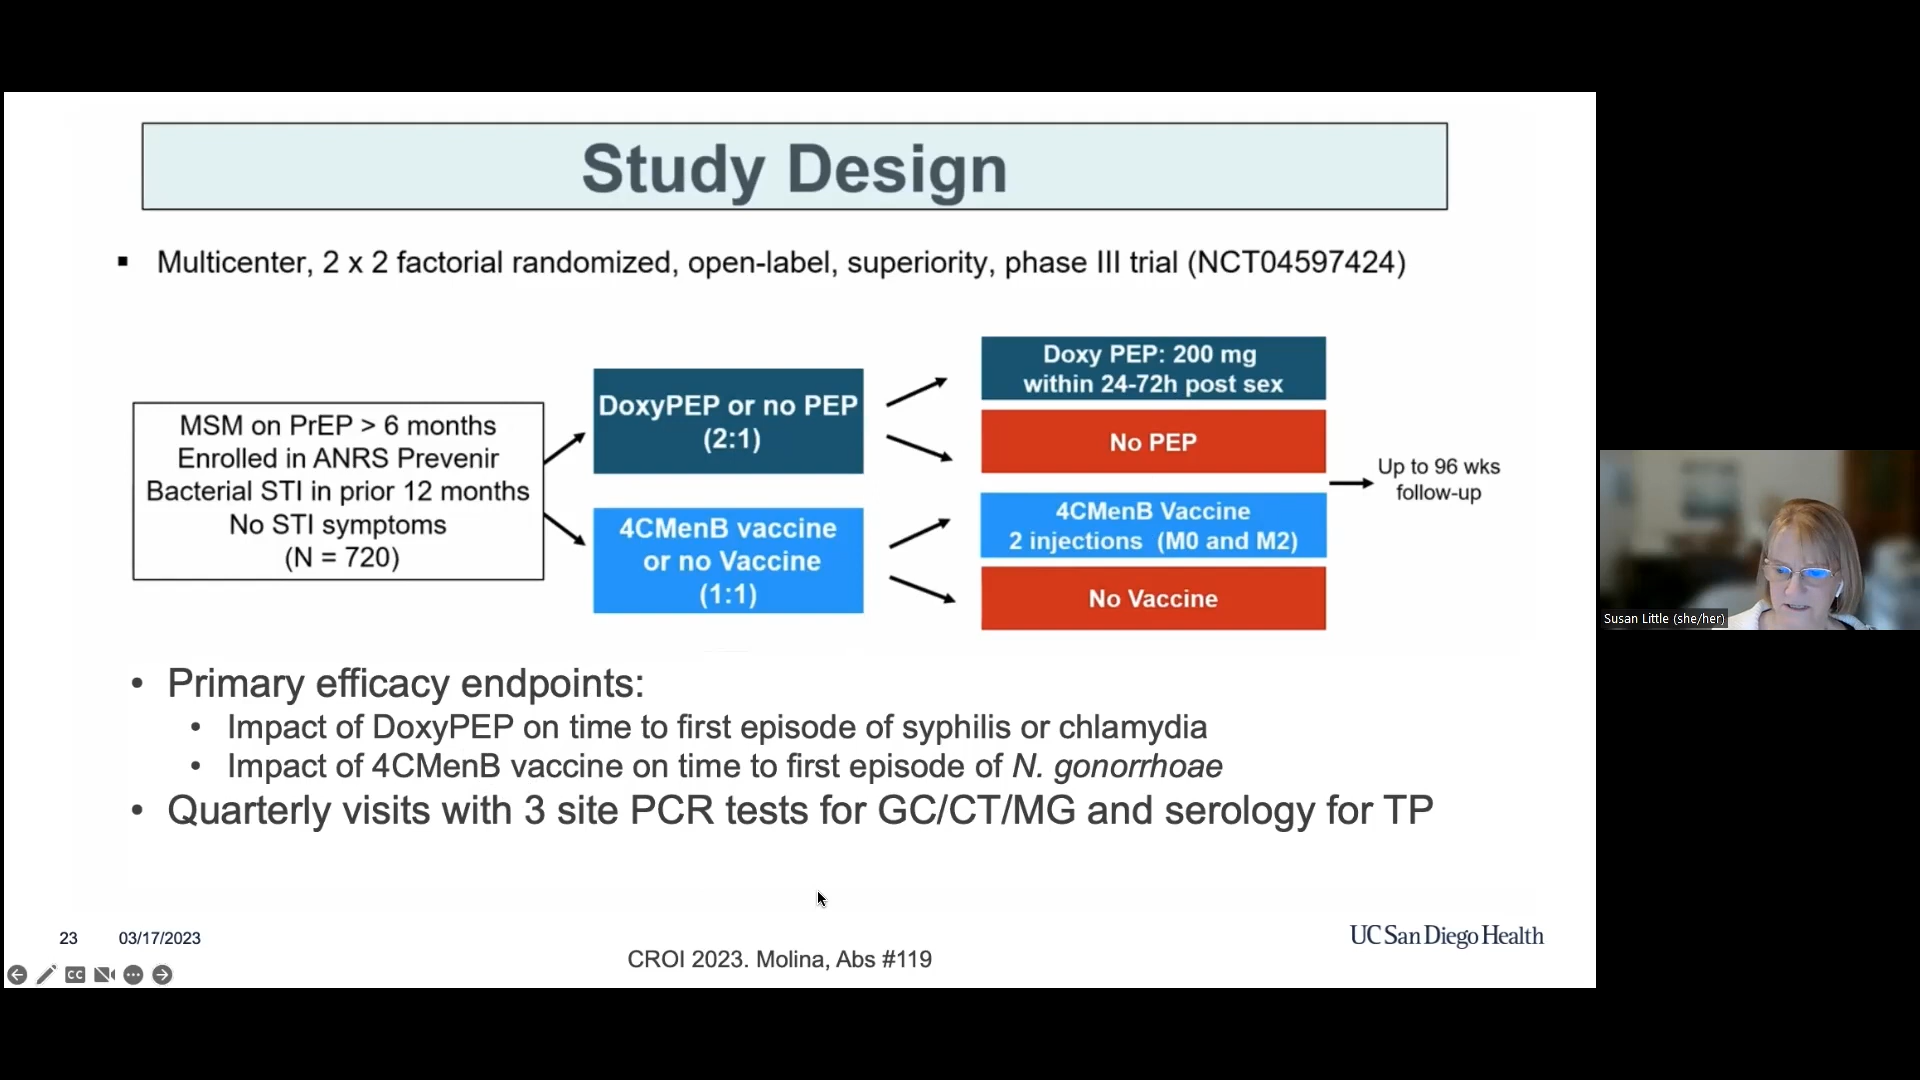 Study Design
▪ Multicenter, 2 x 2 factorial randomized, open-label, superiority, phase III trial (NCT04597424)
MSM on PrEP > 6 months
Enrolled in ANRS Prevenir
Bacterial STI in prior 12 months
No STI symptoms
(N = 720)
DoxyPEP or no PEP
(2:1)
4CMenB vaccine
or no Vaccine
(1:1)
Doxy PEP: 200 mg
within 24-72h post sex
No PEP
4CMenB Vaccine
2 injections (M0 and M2)
No Vaccine
Up to 96 wks
follow-up
• Primary efficacy endpoints:
• Impact of DoxyPEP on time to first episode of syphilis or chlamydia
• Impact of 4CMenB vaccine on time to first episode of N. gonorrhoae
• Quarterly visits with 3 site PCR tests for GC/CT/MG and serology for TP
23 03/17/2023
CROI 2023. Molina, Abs #119
UC San Diego Health
CC
Susan Little (she/her)